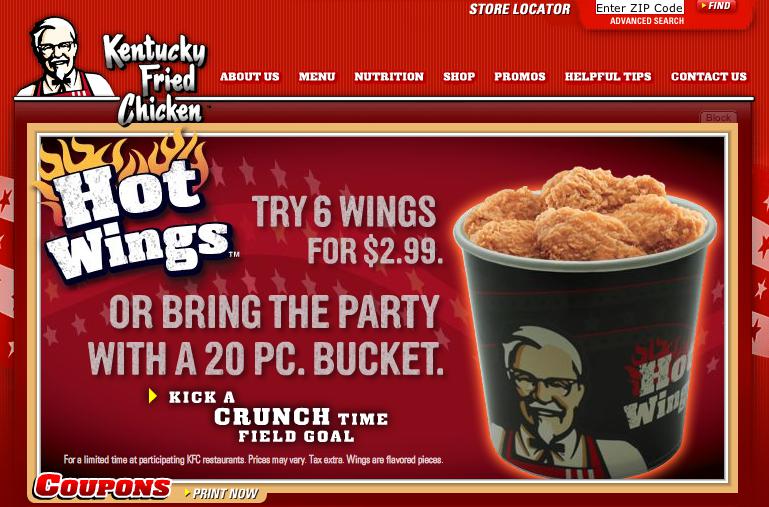 STORE LOCATOR
Enter ZIP Code
FIND
ADVANCED SEARCH
Kentucky
Fried
Chicken
ABOUT US MENU NUTRITION SHOP PROMOS HELPFUL TIPS CONTACT US
Block
Hot
Wings™
TRY 6 WINGS
FOR $2.99.
OR BRING THE PARTY
WITH A 20 PC. BUCKET.
KICK A
CRUNCH TIME
FIELD GOAL
For a limited time at participating KFC restaurants. Prices may vary. Tax extra. Wings are flavored pieces.
Hot
Wing
COUPONS
PRINT NOW